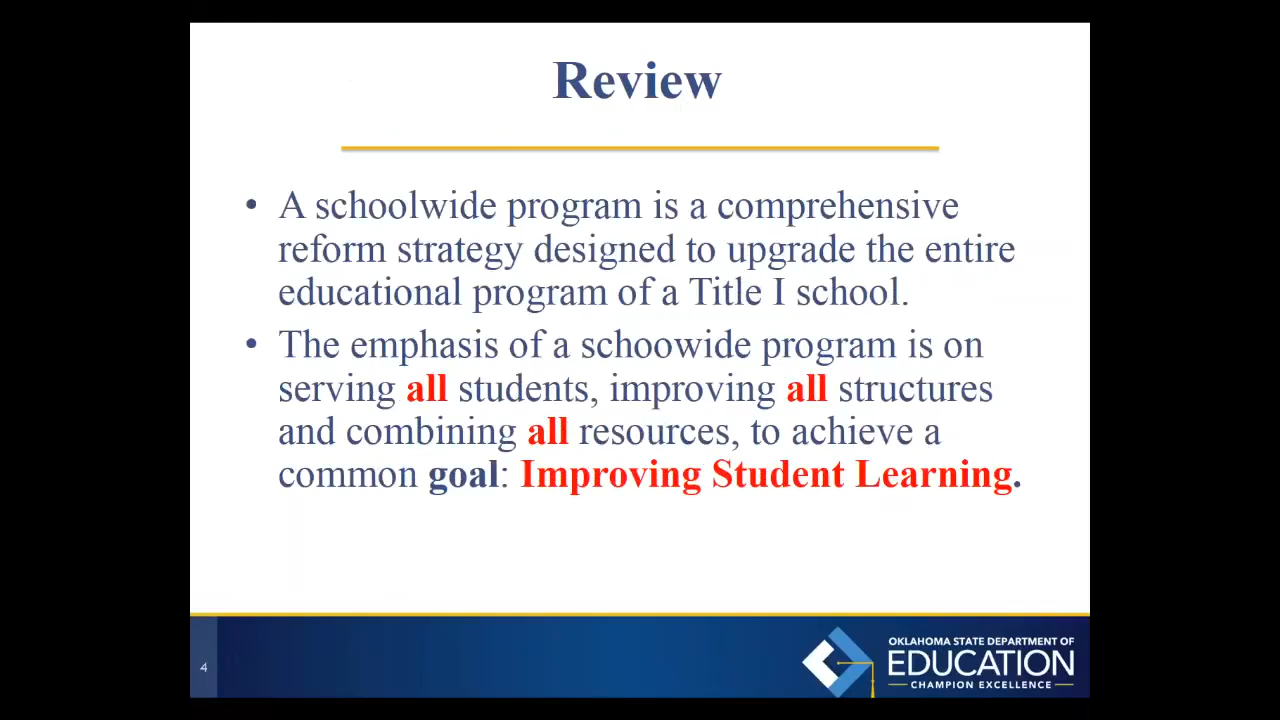 Review
• A schoolwide program is a comprehensive
reform strategy designed to upgrade the entire
educational program of a Title I school.
• The emphasis of a schoowide program is on
serving all students, improving all structures
and combining all resources, to achieve a
common goal: Improving Student Learning.
4
OKLAHOMA STATE DEPARTMENT OF
EDUCATION
CHAMPION EXCELLENCE